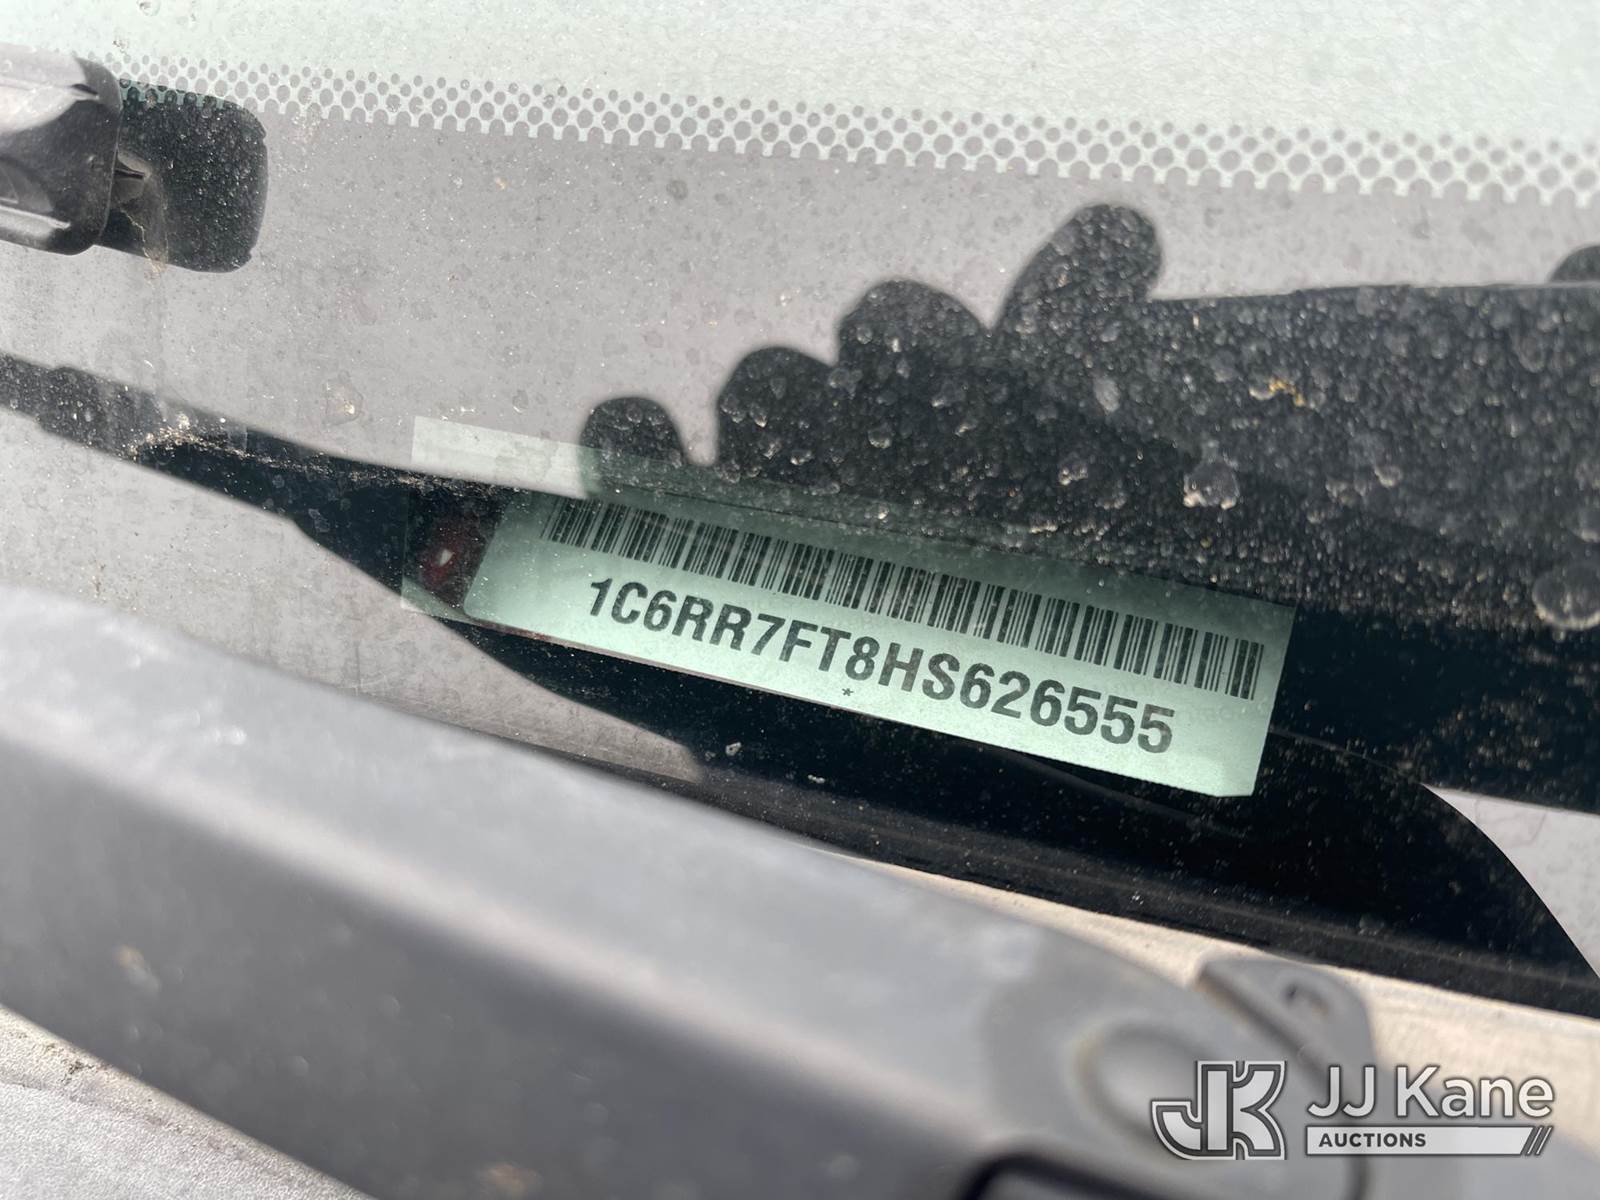 1C6RR7FT8HS626555
*
JJ Kane
AUCTIONS